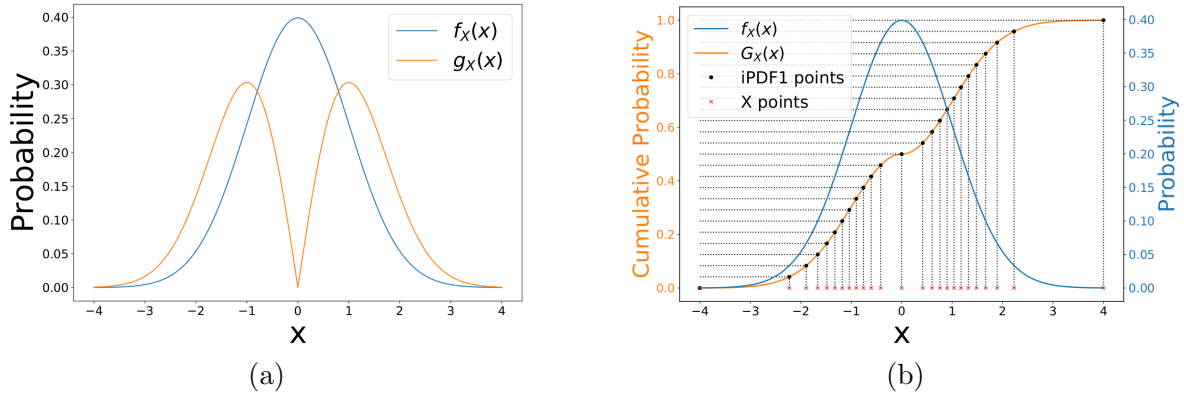 Probability
0.40
0.35
0.30
0.25
0.20
0.15
0.10
0.05
0.00
−4 −3 −2 −1 0 1 2 3 4
X
f_X(x)
g_X(x)
(a)
Cumulative Probability
1.0
0.8
0.6
0.4
0.2
0.0
f_X(x)
G_X(x)
iPDF1 points
X points
−4 −3 −2 −1 0 1 2 3 4
X
0.40
0.35
0.30
0.25
0.20
0.15
0.10
0.05
0.00
Probability
(b)